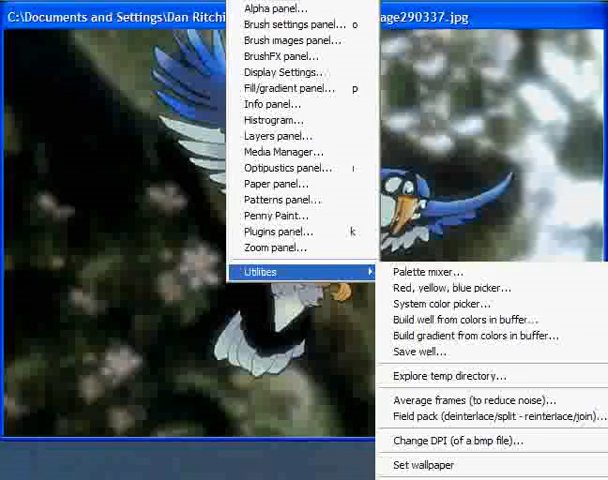 C:\Documents and Settings\Dan Ritchi
age290337.jpg
Alpha panel...
Brush settings panel... o
Brush images panel...
BrushFX panel...
Display Settings...
Fill/gradient panel... p
Info panel...
Histrogram...
Layers panel...
Media Manager...
Optipustics panel... i
Paper panel...
Patterns panel...
Penny Paint...
Plugins panel... k
Zoom panel...
Utilites
Palette mixer...
Red, yellow, blue picker...
System color picker...
Build well from colors in buffer...
Build gradient from colors in buffer...
Save well...
Explore temp directory...
Average frames (to reduce noise)...
Field pack (deinterlace/split - reinterlace/join)...
Change DPI (of a bmp file)...
Set wallpaper